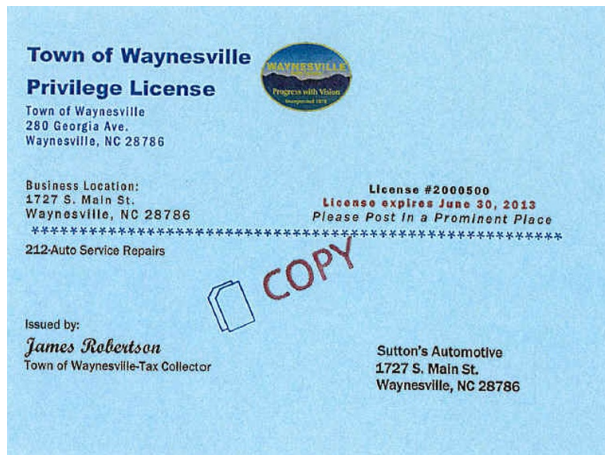 Town of Waynesville
Privilege License
Town of Waynesville
280 Georgia Ave.
Waynesville, NC 28786
WAYNESVILLE
Progress with Vision
Business Location:
1727 S. Main St.
Waynesville, NC 28786
License #2000500
License expires June 30, 2013
Please Post In a Prominent Place
*****************************************************
212-Auto Service Repairs
COPY
Issued by:
James Robertson
Town of Waynesville-Tax Collector
Sutton's Automotive
1727 S. Main St.
Waynesville, NC 28786